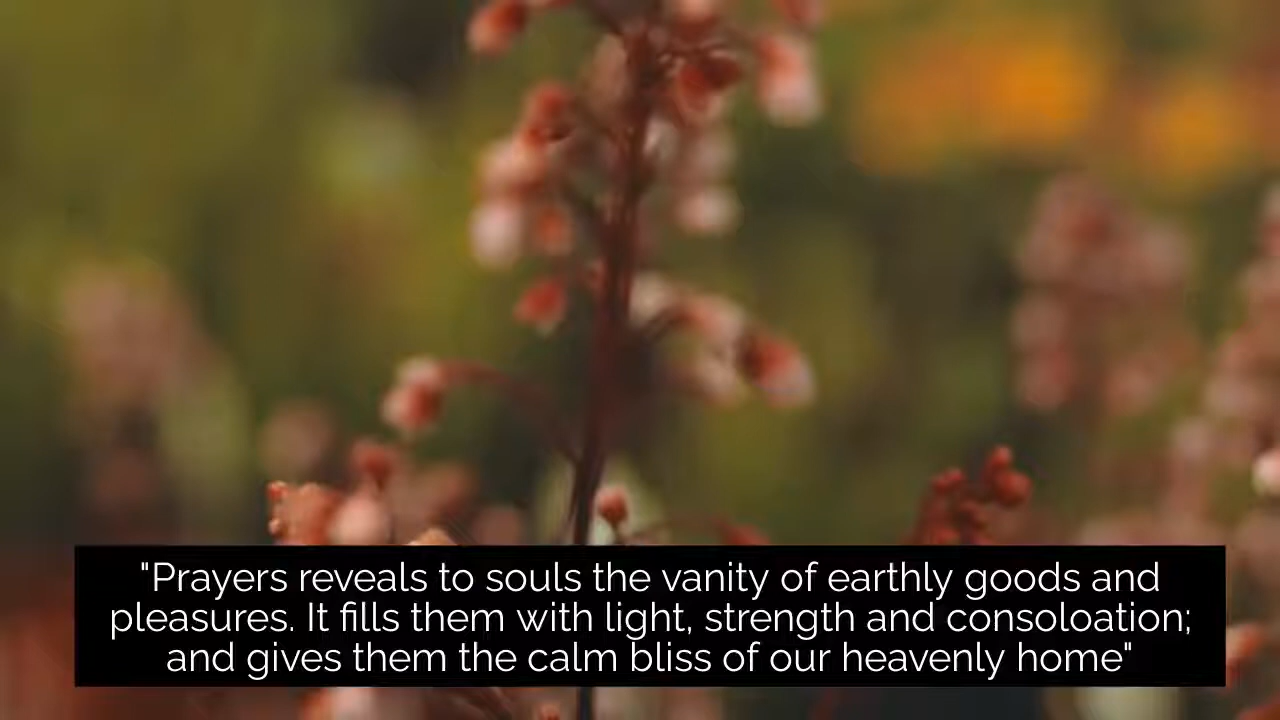 "Prayers reveals to souls the vanity of earthly goods and
pleasures. It fills them with light, strength and consoloation;
and gives them the calm bliss of our heavenly home"